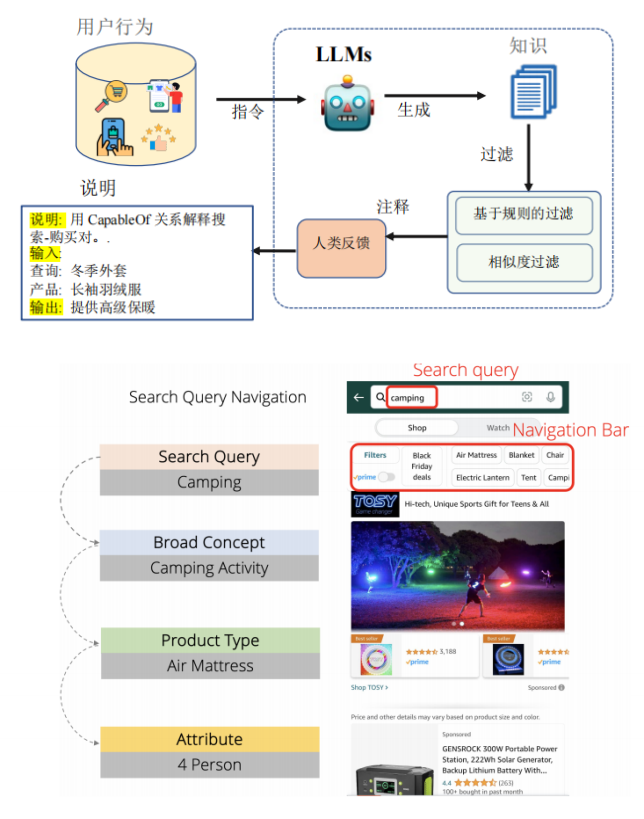 用户行为
LLMs
知识
指令
生成
过滤
说明
注释
基于规则的过滤
相似度过滤
人类反馈
说明: 用 CapableOf 关系解释搜
索-购买对。.
输入:
查询: 冬季外套
产品: 长袖羽绒服
输出: 提供高级保暖
Search query
Search Query Navigation
camping
Shop
Watch
Navigation Bar
Filters
Black
Friday
deals
Air Mattress
Blanket
Chair
prime
Electric Lantern
Tent
Campi
TOSY
Game changer
Hi-tech, Unique Sports Gift for Teens & All
Search Query
Camping
Broad Concept
Camping Activity
Product Type
Air Mattress
Attribute
4 Person
Best seller
3,188
prime
Best seller
prime
Shop TOSY >
Sponsored
Price and other details may vary based on product size and color.
Sponsored
GENSROCK 300W Portable Power
Station, 222Wh Solar Generator,
Backup Lithium Battery With...
4.4
(263)
100+ bought in past month